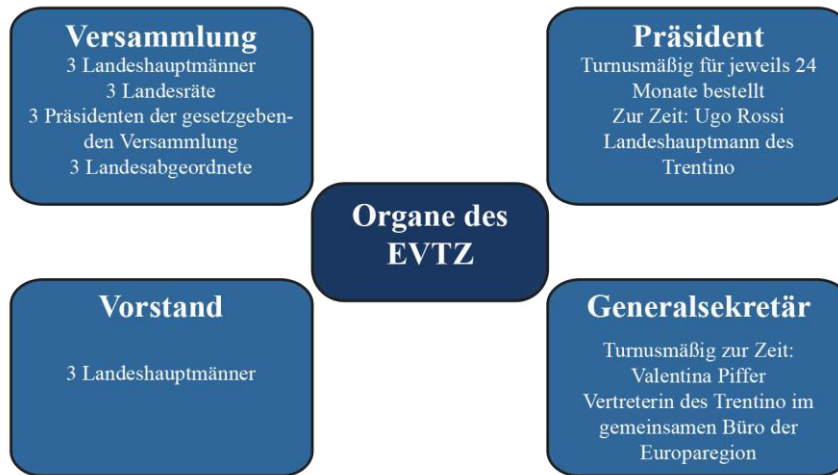 Versammlung
3 Landeshauptmänner
3 Landesräte
3 Präsidenten der gesetzgeben-
den Versammlung
3 Landesabgeordnete
Präsident
Turnusmäßig für jeweils 24
Monate bestellt
Zur Zeit: Ugo Rossi
Landeshauptmann des
Trentino
Organe des
EVTZ
Vorstand
3 Landeshauptmänner
Generalsekretär
Turnusmäßig zur Zeit:
Valentina Piffer
Vertreterin des Trentino im
gemeinsamen Büro der
Europaregion